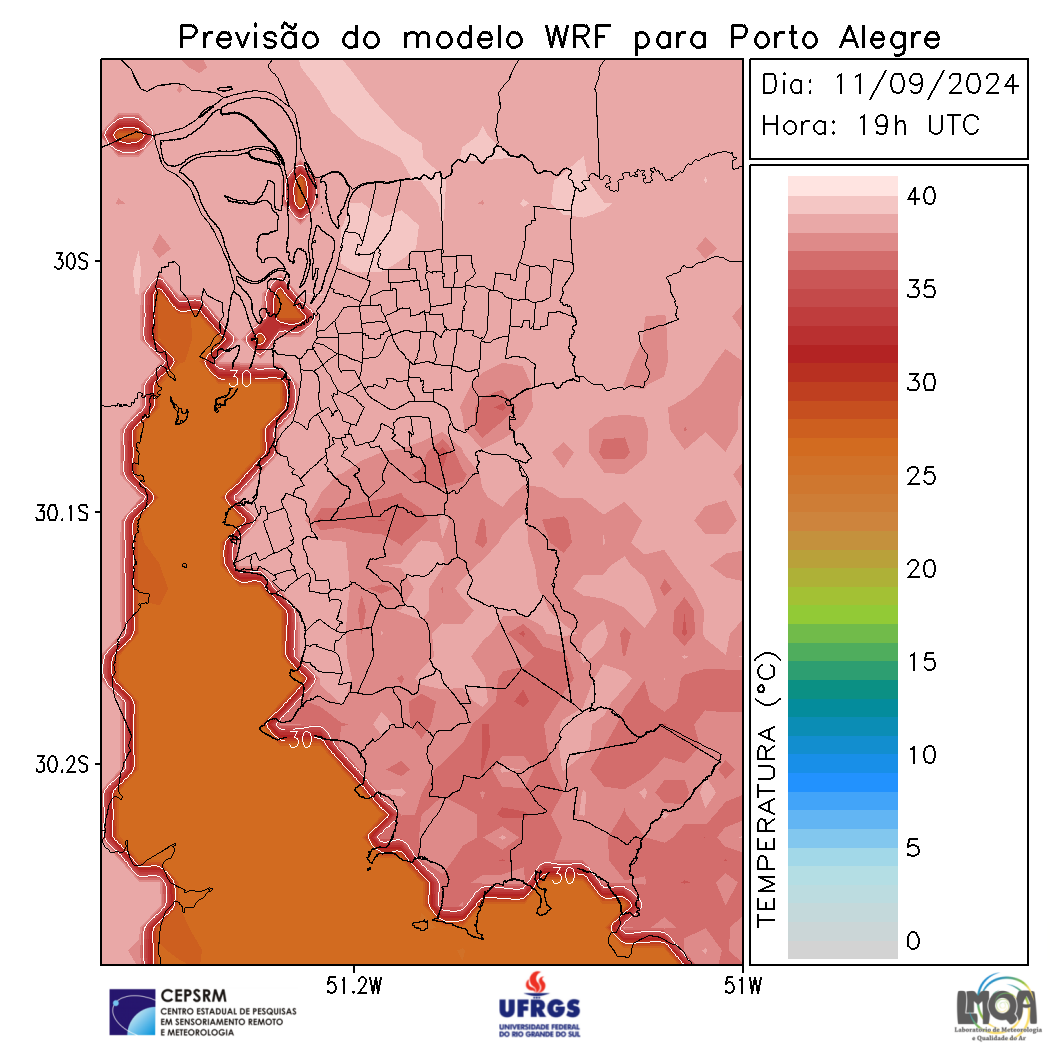 Previsão do modelo WRF para Porto Alegre
Dia: 11/09/2024
Hora: 19h UTC
30S
30.1S
30.2S
51.2W
51W
30
30
30
TEMPERATURA (°C)
40
35
30
25
20
15
10
5
0
CEPSRM
CENTRO ESTADUAL DE PESQUISAS
EM SENSORIAMENTO REMOTO
E METEOROLOGIA
UFRGS
UNIVERSIDADE FEDERAL
DO RIO GRANDE DO SUL
LMQA
Laboratório de Meteorologia
e Qualidade do Ar